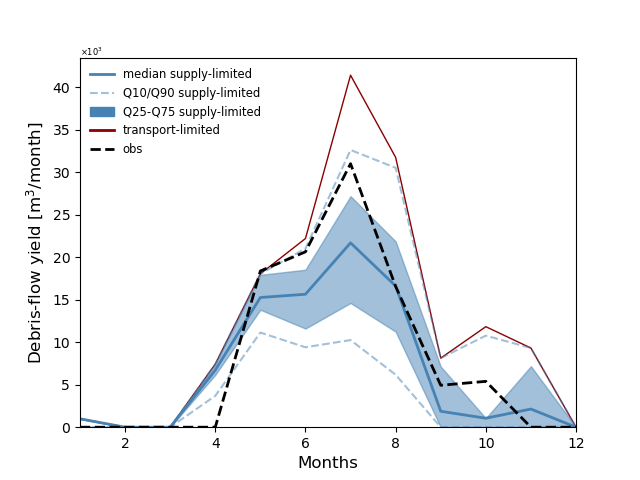 ×10³
median supply-limited
Q10/Q90 supply-limited
Q25-Q75 supply-limited
transport-limited
obs
Debris-flow yield [m³/month]
40
35
30
25
20
15
10
5
0
2 4 6 8 10 12
Months